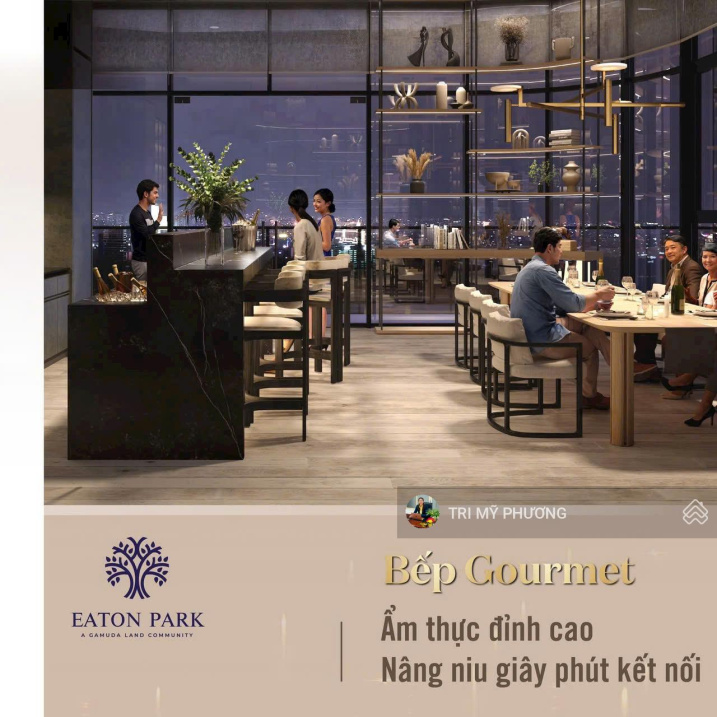 TRI MỸ PHƯƠNG
Bếp Gourmet
EATON PARK
A GAMUDA LAND COMMUNITY
Ẩm thực đỉnh cao
Nâng niu giây phút kết nối